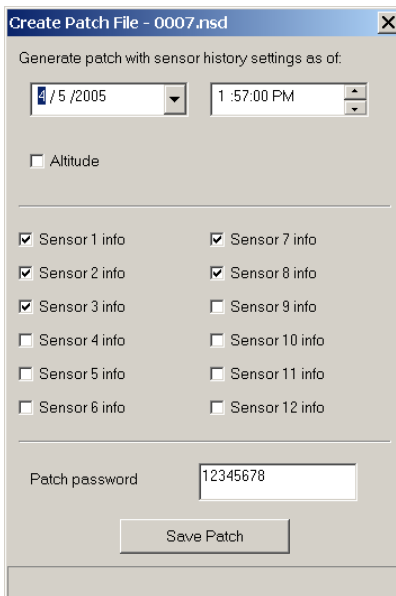 Create Patch File - 0007.nsd
Generate patch with sensor history settings as of:
4 / 5 /2005 1 :57:00 PM
Altitude
Sensor 1 info Sensor 7 info
Sensor 2 info Sensor 8 info
Sensor 3 info Sensor 9 info
Sensor 4 info Sensor 10 info
Sensor 5 info Sensor 11 info
Sensor 6 info Sensor 12 info
Patch password 12345678
Save Patch